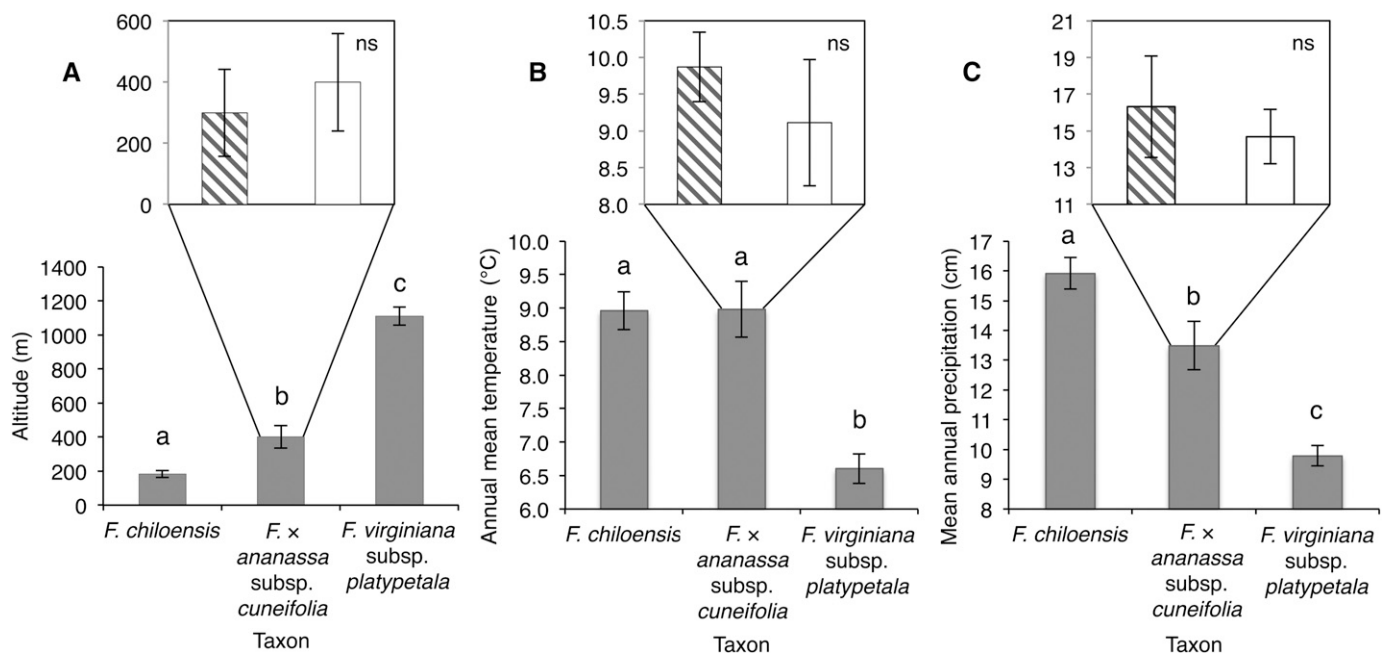 A
600
400
200
0
ns
Altitude (m)
1400
1200
1000
800
600
400
200
0
a
b
c
F. chiloensis
F. ×
ananassa
subsp.
cuneifolia
F. virginiana
subsp.
platypetala
Taxon
B
10.5
10.0
9.5
9.0
8.5
8.0
ns
Annual mean temperature (°C)
10.0
9.5
9.0
8.5
8.0
7.5
7.0
6.5
6.0
a
a
b
F. chiloensis
F. ×
ananassa
subsp.
cuneifolia
F. virginiana
subsp.
platypetala
Taxon
C
21
19
17
15
13
11
ns
Mean annual precipitation (cm)
17
16
15
14
13
12
11
10
9
8
a
b
c
F. chiloensis
F. ×
ananassa
subsp.
cuneifolia
F. virginiana
subsp.
platypetala
Taxon